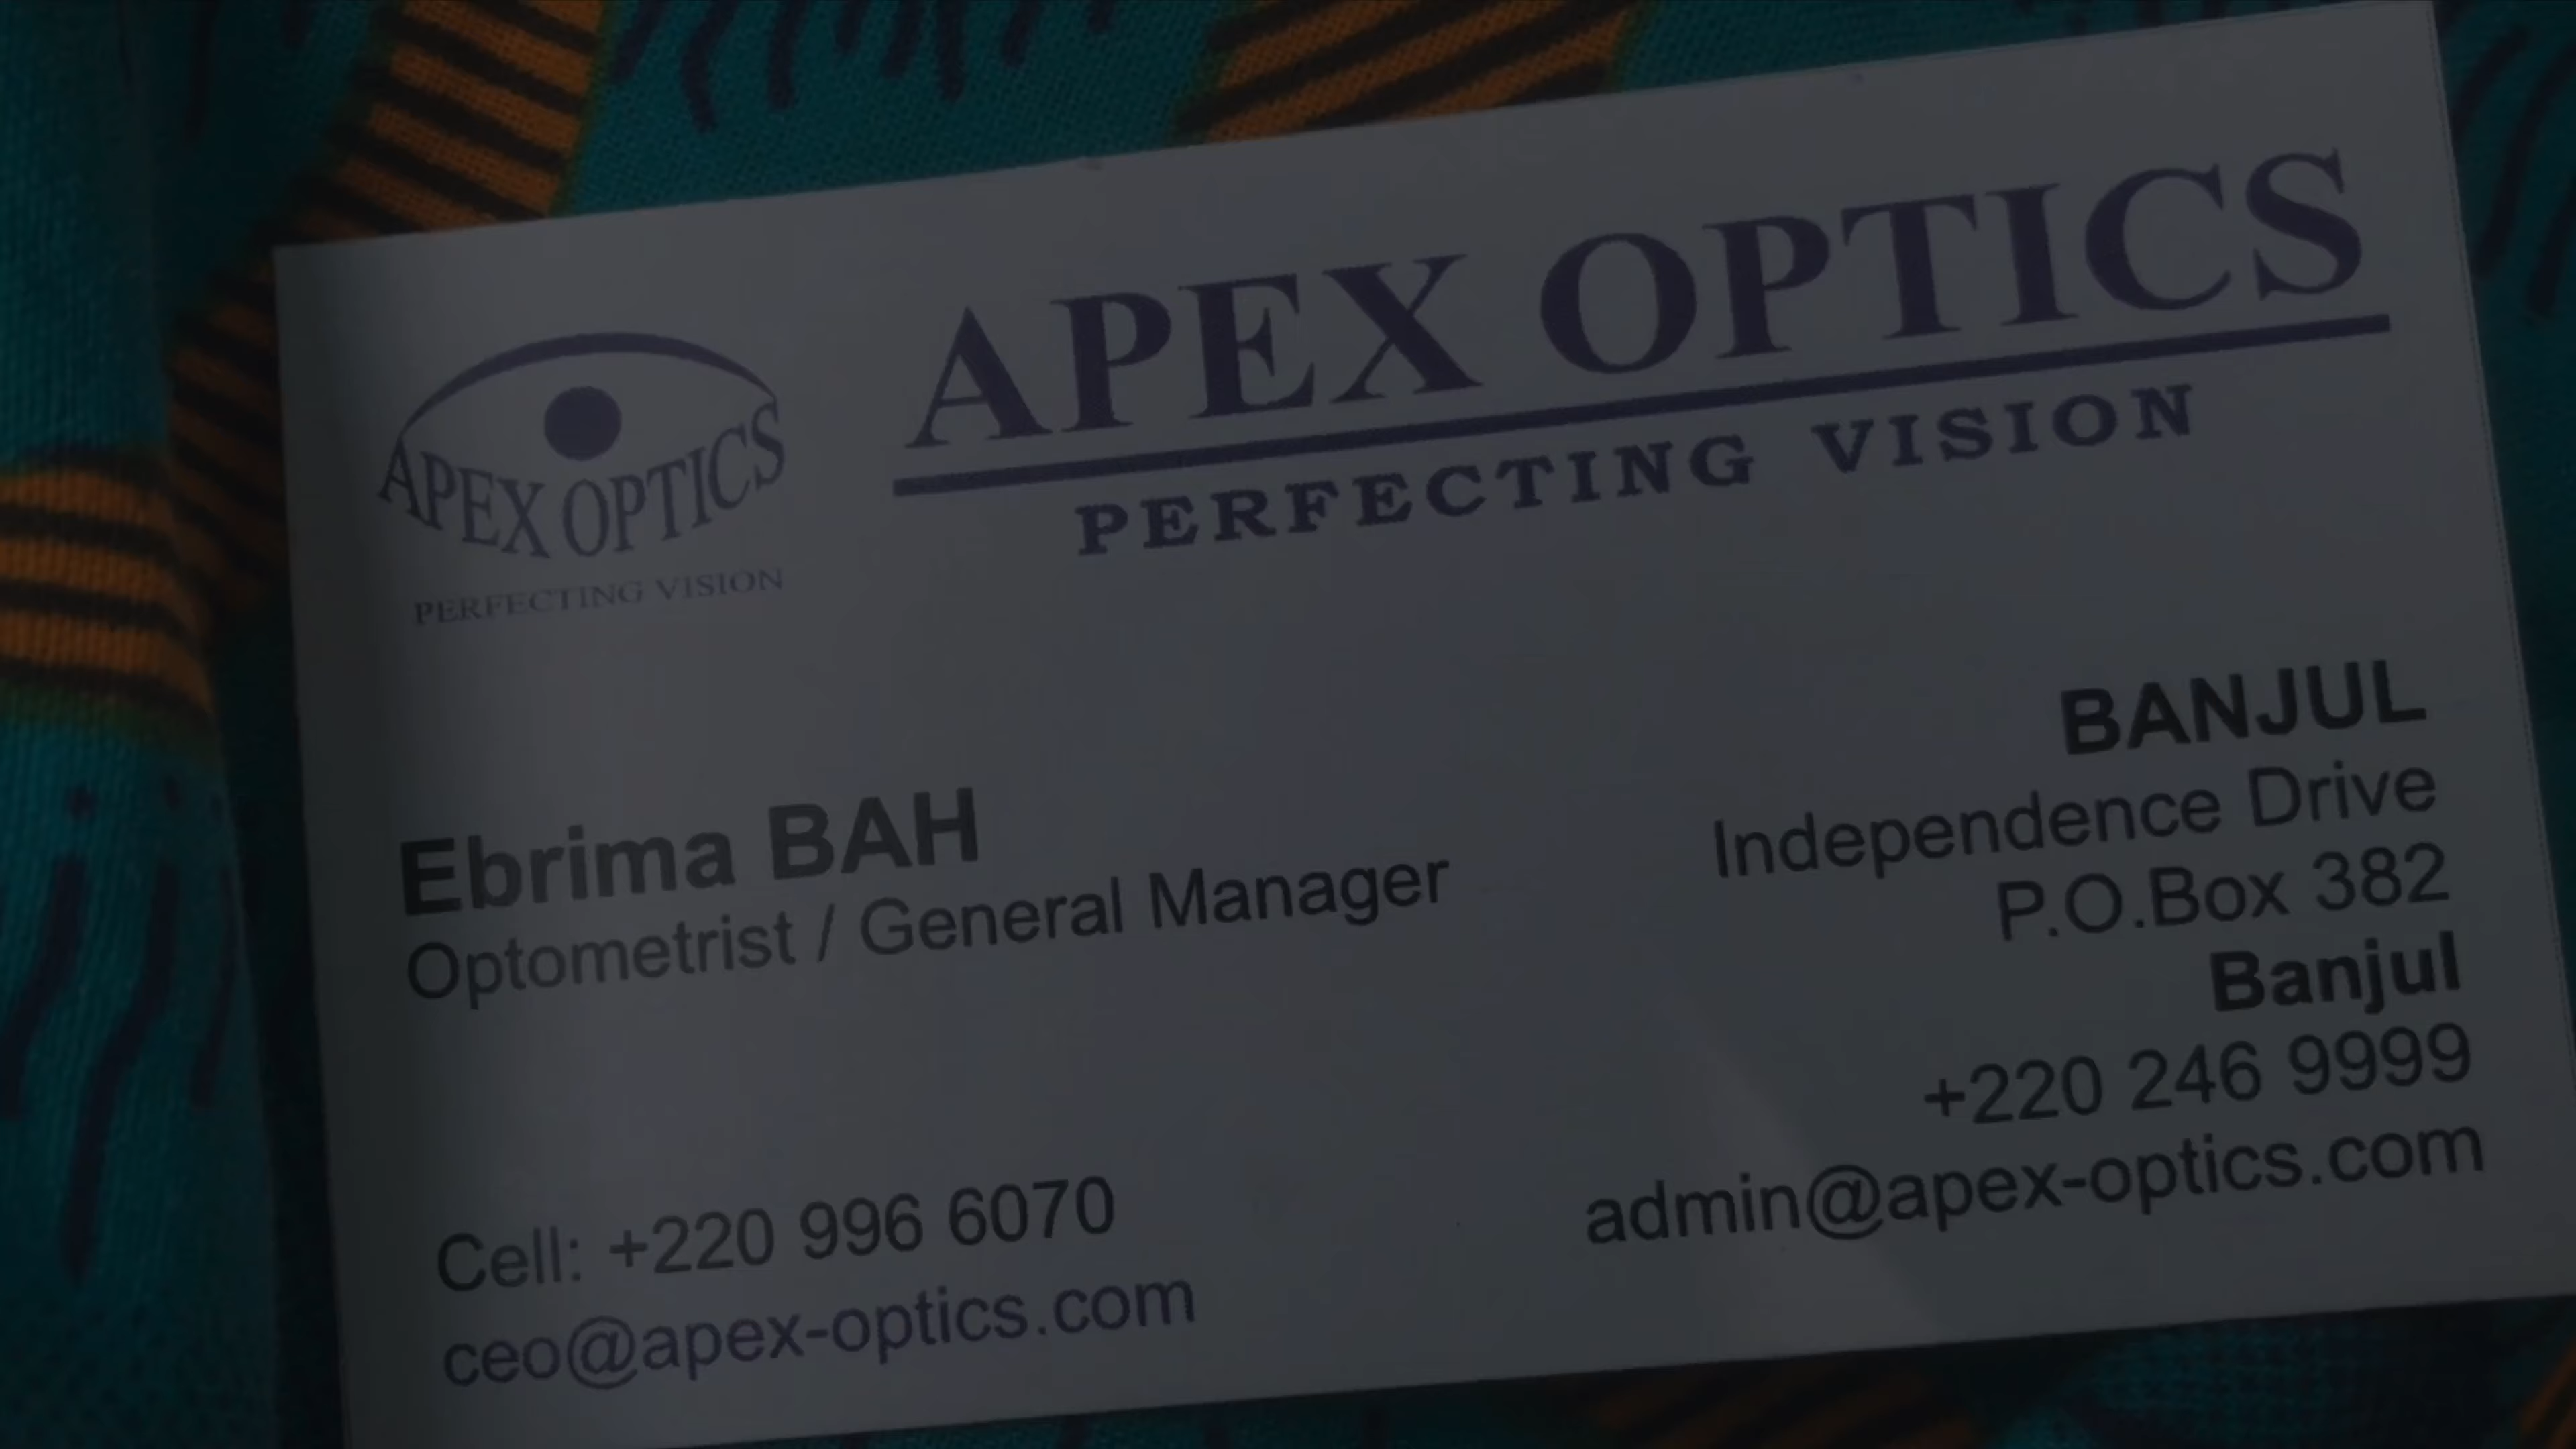 APEX OPTICS
PERFECTING VISION
APEX OPTICS
PERFECTING VISION
Ebrima BAH
Optometrist / General Manager
Cell: +220 996 6070
ceo@apex-optics.com
BANJUL
Independence Drive
P.O.Box 382
Banjul
+220 246 9999
admin@apex-optics.com